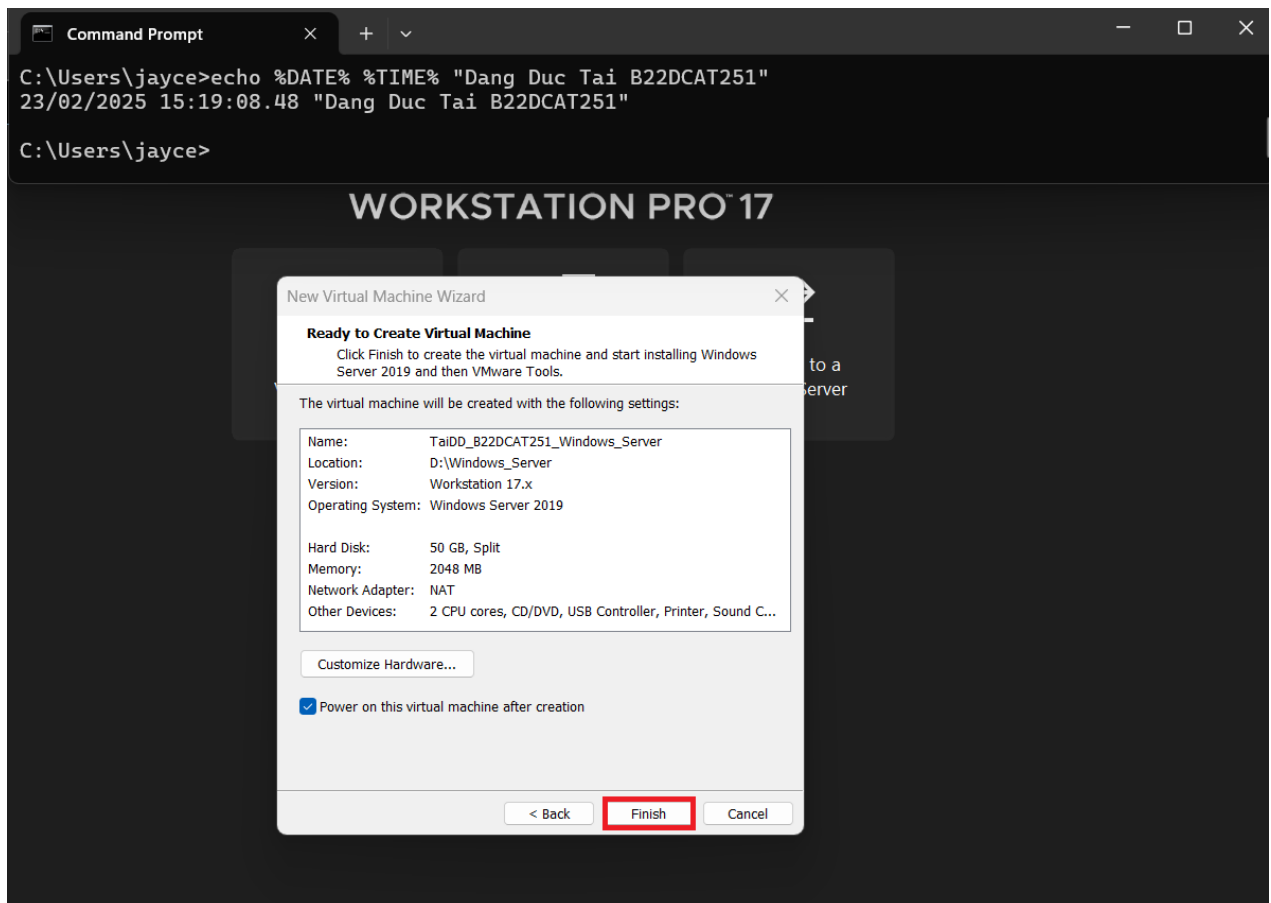 Command Prompt
C:\Users\jayce>echo %DATE% %TIME% "Dang Duc Tai B22DCAT251"
23/02/2025 15:19:08.48 "Dang Duc Tai B22DCAT251"
C:\Users\jayce>
WORKSTATION PRO™ 17
New Virtual Machine Wizard
Ready to Create Virtual Machine
Click Finish to create the virtual machine and start installing Windows
Server 2019 and then VMware Tools.
to a
The virtual machine will be created with the following settings:
Name: TaiDD_B22DCAT251_Windows_Server
Location: D:\Windows_Server
Version: Workstation 17.x
Operating System: Windows Server 2019
Hard Disk: 50 GB, Split
Memory: 2048 MB
Network Adapter: NAT
Other Devices: 2 CPU cores, CD/DVD, USB Controller, Printer, Sound C...
Customize Hardware...
Power on this virtual machine after creation
< Back Finish Cancel